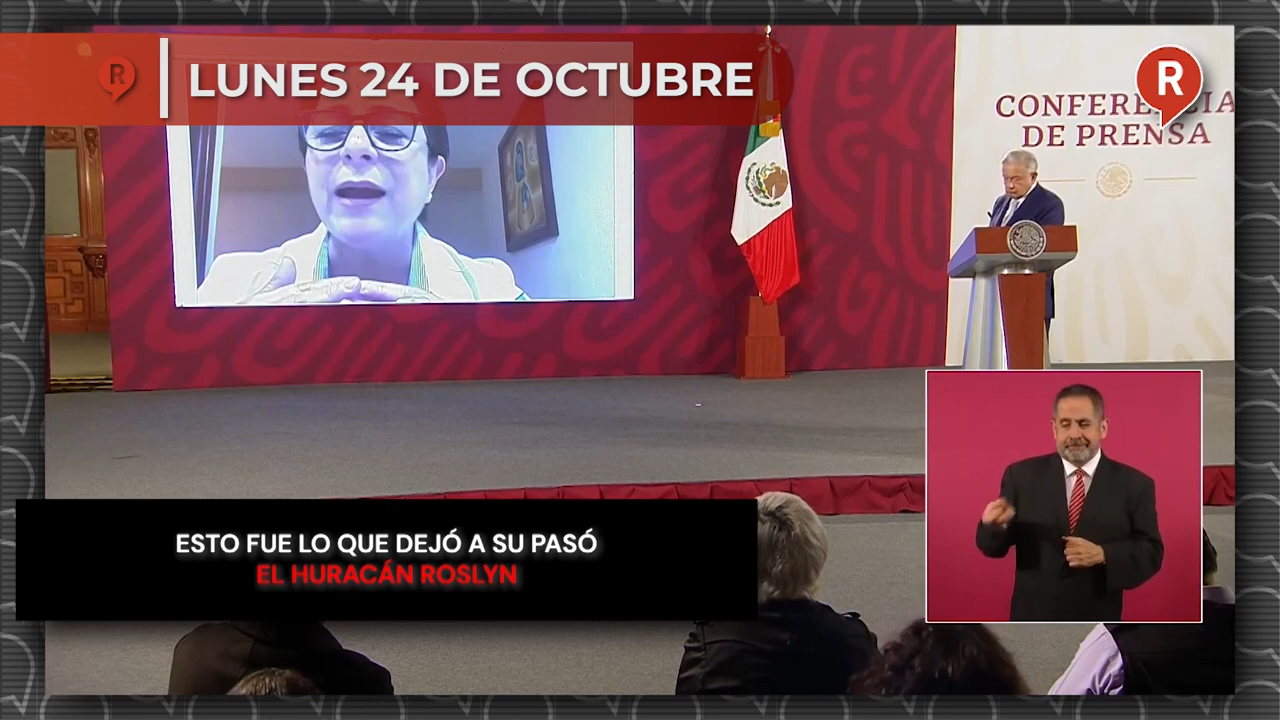 R
LUNES 24 DE OCTUBRE
R
CONFERENCIA
DE PRENSA
ESTO FUE LO QUE DEJÓ A SU PASÓ
EL HURACÁN ROSLYN